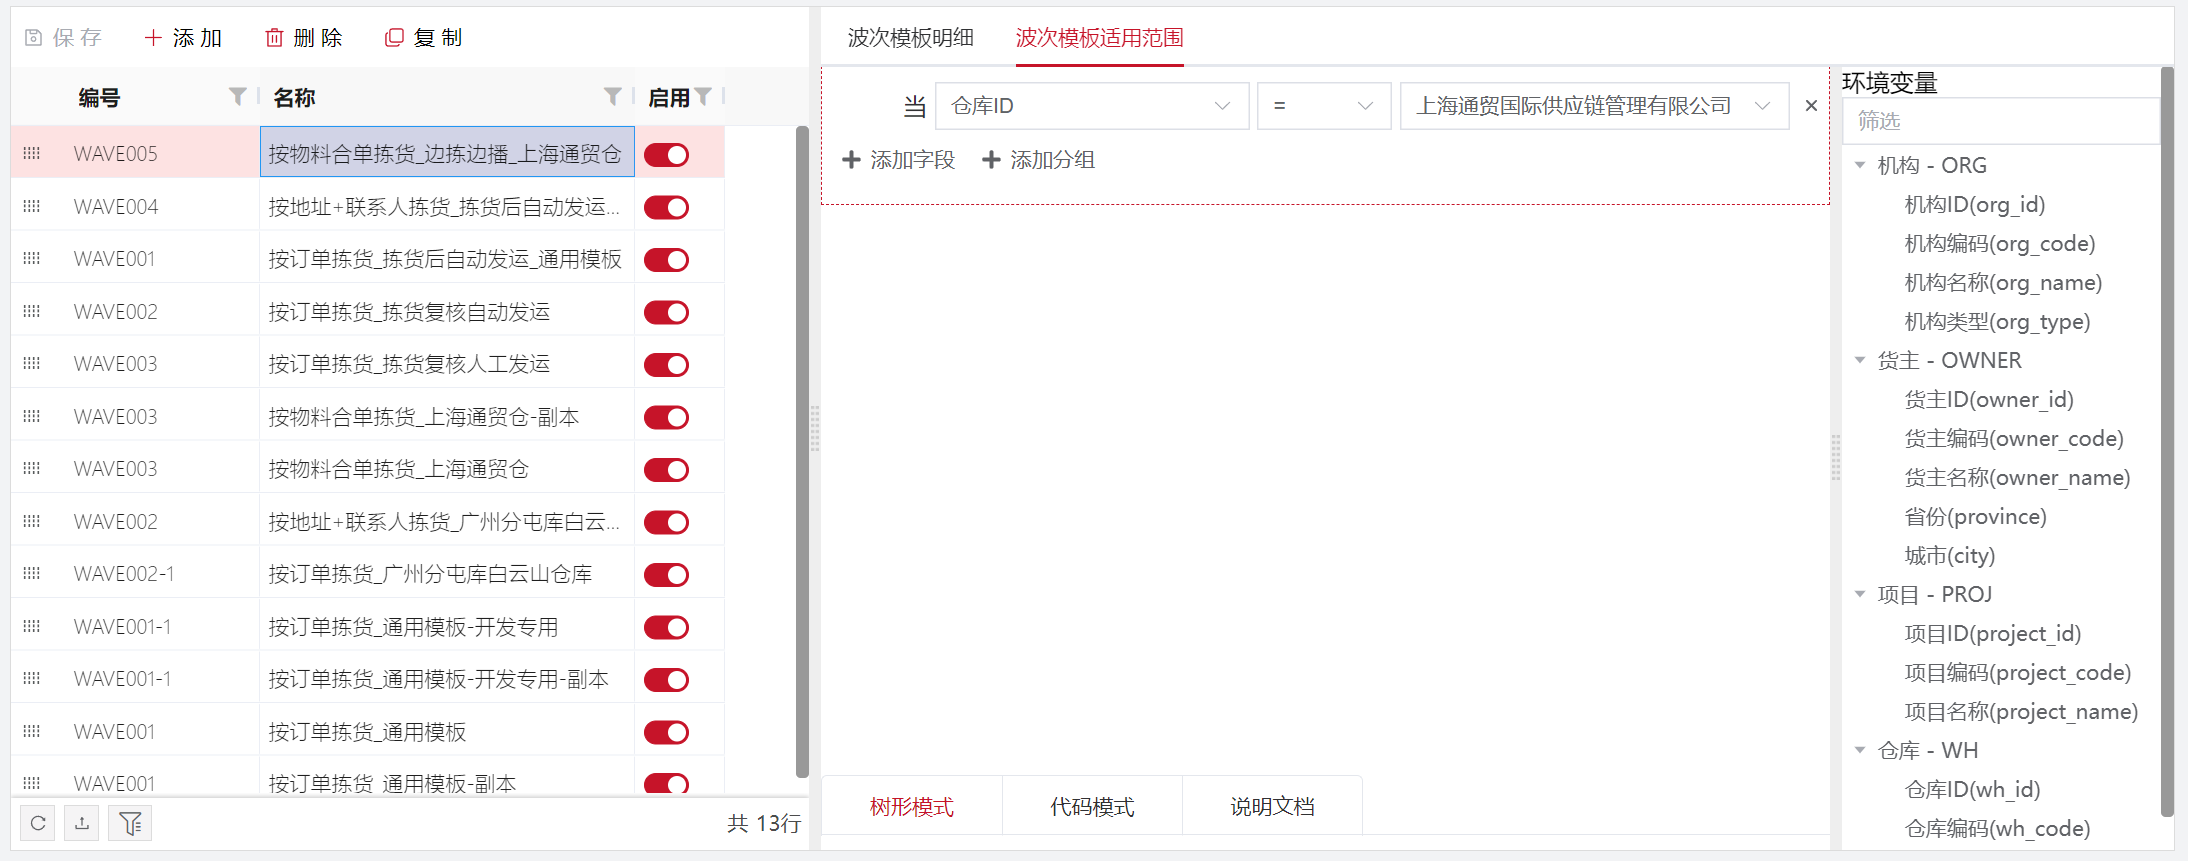 保存 添加 删除 复制
编号 名称 启用
WAVE005 按物料合单拣货_边拣边播_上海通贸仓
WAVE004 按地址+联系人拣货_拣货后自动发运...
WAVE001 按订单拣货_拣货后自动发运_通用模板
WAVE002 按订单拣货_拣货复核自动发运
WAVE003 按订单拣货_拣货复核人工发运
WAVE003 按物料合单拣货_上海通贸仓-副本
WAVE003 按物料合单拣货_上海通贸仓
WAVE002 按地址+联系人拣货_广州分屯库白云...
WAVE002-1 按订单拣货_广州分屯库白云山仓库
WAVE001-1 按订单拣货_通用模板-开发专用
WAVE001-1 按订单拣货_通用模板-开发专用-副本
WAVE001 按订单拣货_通用模板
WAVE001 按订单拣货_通用模板-副本
共 13行
波次模板明细 波次模板适用范围
当 仓库ID = 上海通贸国际供应链管理有限公司
添加字段 添加分组
树形模式 代码模式 说明文档
环境变量
筛选
机构 - ORG
机构ID(org_id)
机构编码(org_code)
机构名称(org_name)
机构类型(org_type)
货主 - OWNER
货主ID(owner_id)
货主编码(owner_code)
货主名称(owner_name)
省份(province)
城市(city)
项目 - PROJ
项目ID(project_id)
项目编码(project_code)
项目名称(project_name)
仓库 - WH
仓库ID(wh_id)
仓库编码(wh_code)